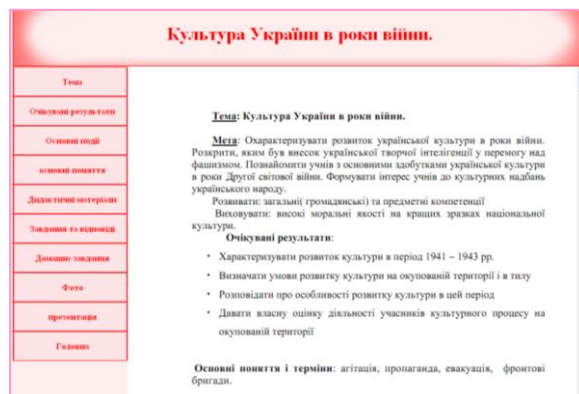 Культура України в роки війни.
Тема
Очікувані результати
Основні події
основні поняття
Дидактичні матеріали
Завдання та відповіді
Домашнє завдання
Фото
презентація
Головна
Тема: Культура України в роки війни.
Мета: Охарактеризувати розвиток української культури в роки війни.
Розкрити, яким був внесок української творчої інтелігенції у перемогу над
фашизмом. Познайомити учнів з основними здобутками української культури
в роки Другої світової війни. Формувати інтерес учнів до культурних надбань
українського народу.
Розвивати: загальні( громадянські) та предметні компетенції
Виховувати: високі моральні якості на кращих зразках національної
культури.
Очікувані результати:
• Характеризувати розвиток культури в період 1941 – 1943 рр.
• Визначати умови розвитку культури на окупованій території і в тилу
• Розповідати про особливості розвитку культури в цей період
• Давати власну оцінку діяльності учасників культурного процесу на
окупованій території
Основні поняття і терміни: агітація, пропаганда, евакуація, фронтові
бригади.